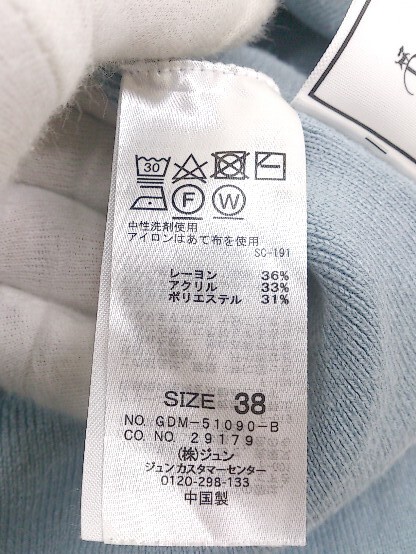 30
F W
中性洗剤使用
アイロンはあて布を使用
SC-191
レーヨン 36%
アクリル 33%
ポリエステル 31%
SIZE 38
NO. GDM-51090-B
CO. NO. 29179
(株)ジュン
ジュンカスタマーセンター
0120-298-133
中国製